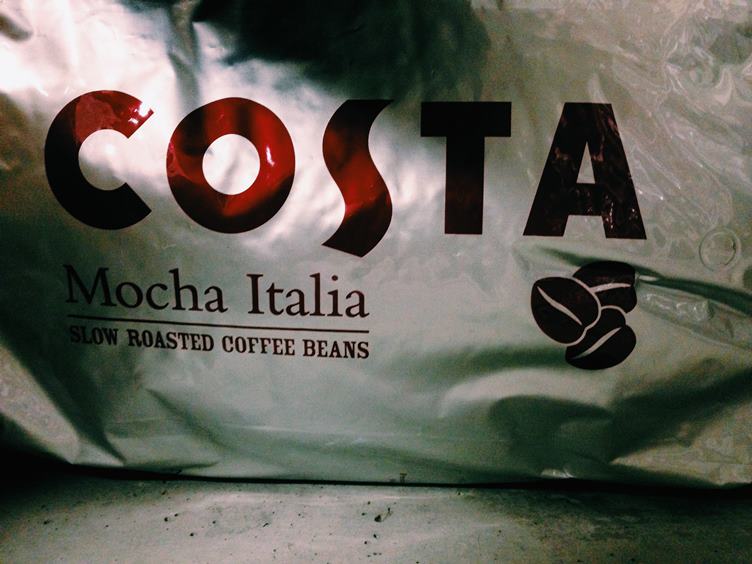 COSTA
Mocha Italia
SLOW ROASTED COFFEE BEANS